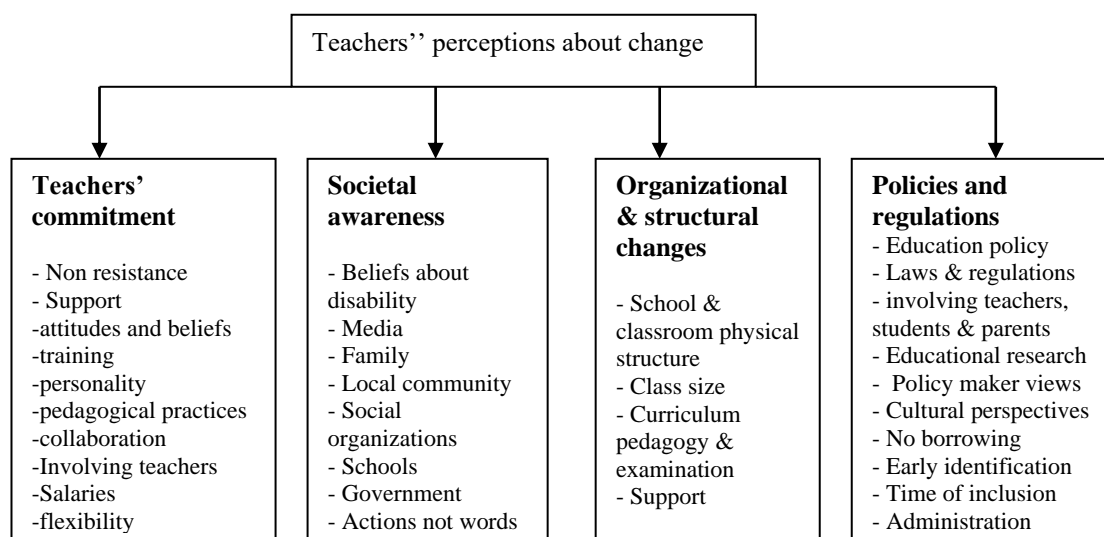 Teachers’’ perceptions about change
Teachers’
commitment
- Non resistance
- Support
-attitudes and beliefs
-training
-personality
-pedagogical practices
-collaboration
-Involving teachers
-Salaries
-flexibility
Societal
awareness
- Beliefs about
disability
- Media
- Family
- Local community
- Social
organizations
- Schools
- Government
- Actions not words
Organizational
& structural
changes
- School &
classroom physical
structure
- Class size
- Curriculum
pedagogy &
examination
- Support
Policies and
regulations
- Education policy
- Laws & regulations
- involving teachers,
students & parents
- Educational research
- Policy maker views
- Cultural perspectives
- No borrowing
- Early identification
- Time of inclusion
- Administration